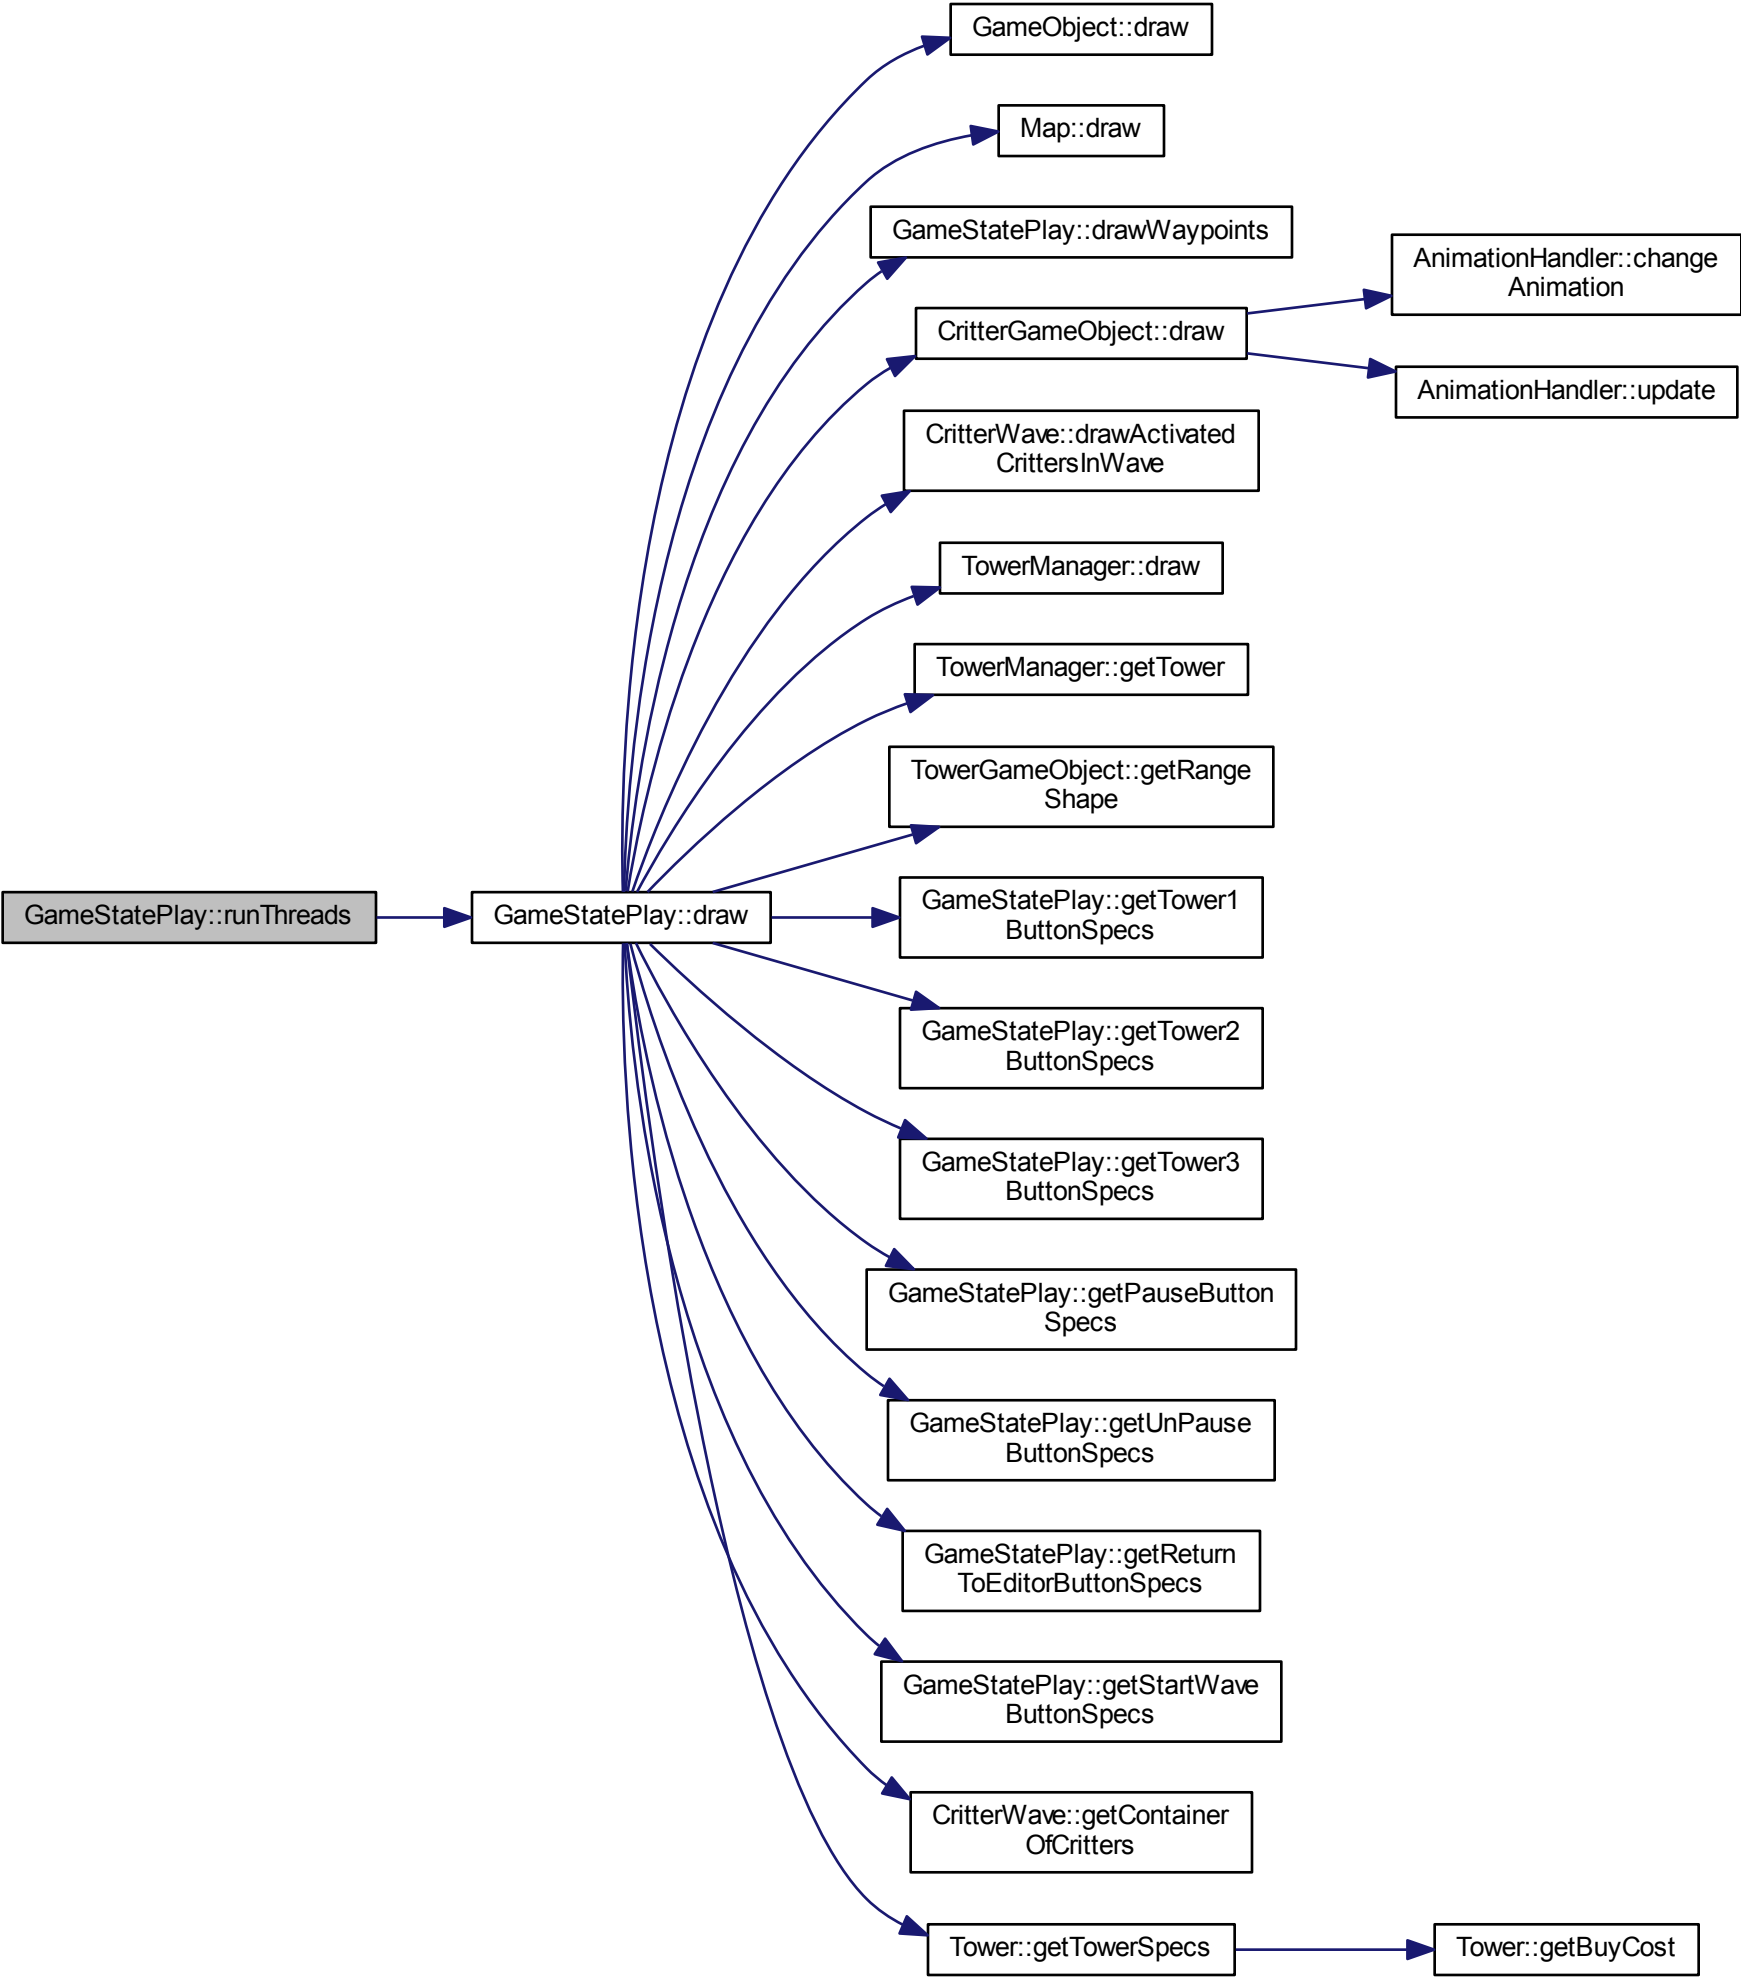 GameObject::draw
Map::draw
GameStatePlay::drawWaypoints
AnimationHandler::change
Animation
CritterGameObject::draw
AnimationHandler::update
CritterWave::drawActivated
CrittersInWave
TowerManager::draw
TowerManager::getTower
TowerGameObject::getRange
Shape
GameStatePlay::runThreads
GameStatePlay::draw
GameStatePlay::getTower1
ButtonSpecs
GameStatePlay::getTower2
ButtonSpecs
GameStatePlay::getTower3
ButtonSpecs
GameStatePlay::getPauseButton
Specs
GameStatePlay::getUnPause
ButtonSpecs
GameStatePlay::getReturn
ToEditorButtonSpecs
GameStatePlay::getStartWave
ButtonSpecs
CritterWave::getContainer
OfCritters
Tower::getTowerSpecs
Tower::getBuyCost